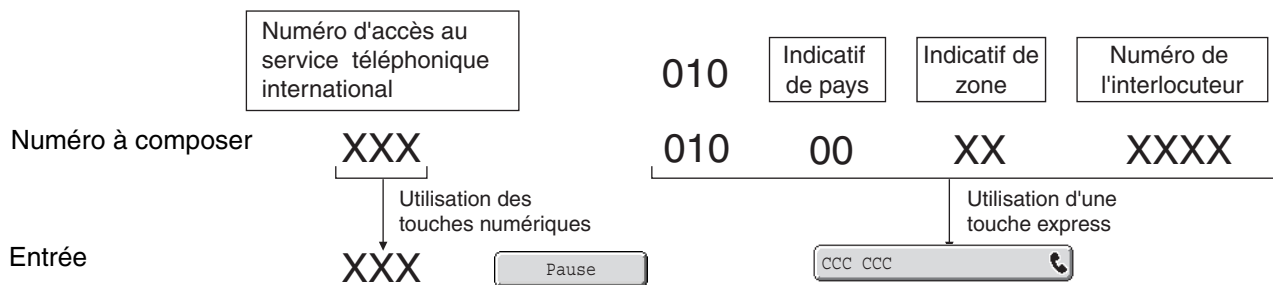 Numéro d'accès au
service téléphonique
international
010
Indicatif
de pays
Indicatif de
zone
Numéro de
l'interlocuteur
Numéro à composer XXX 010 00 XX XXXX
Utilisation des
touches numériques
Utilisation d'une
touche express
Entrée XXX Pause CCC CCC